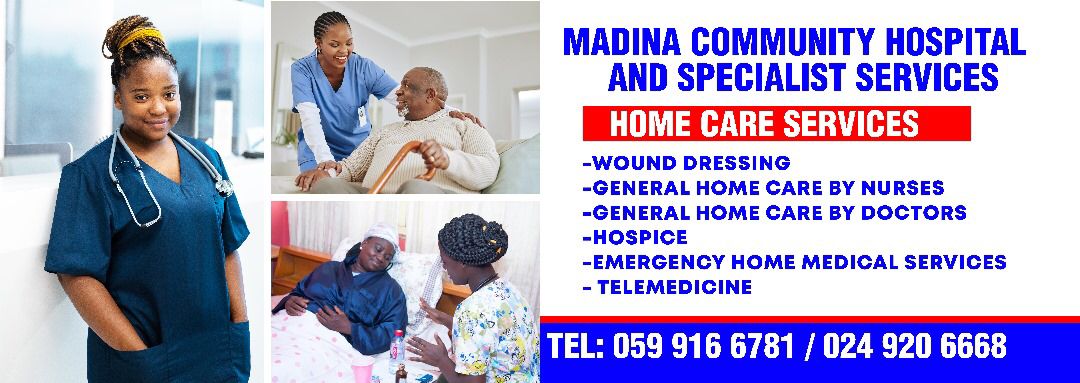 MADINA COMMUNITY HOSPITAL
AND SPECIALIST SERVICES
HOME CARE SERVICES
-WOUND DRESSING
-GENERAL HOME CARE BY NURSES
-GENERAL HOME CARE BY DOCTORS
-HOSPICE
-EMERGENCY HOME MEDICAL SERVICES
- TELEMEDICINE
TEL: 059 916 6781 / 024 920 6668